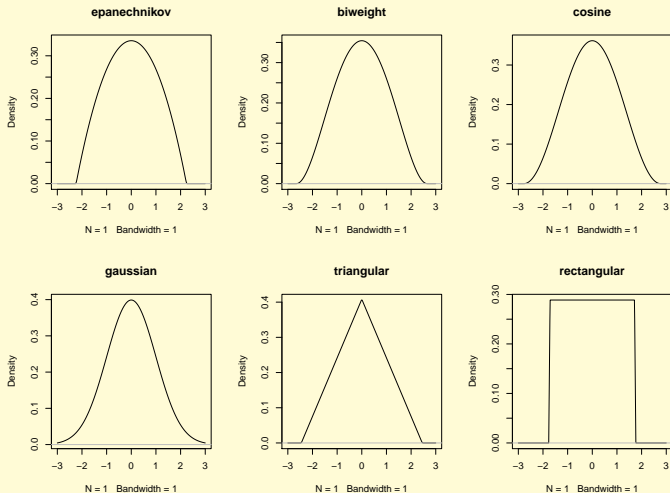 epanechnikov
Density
0.00
0.10
0.20
0.30
−3 −2 −1 0 1 2 3
N = 1 Bandwidth = 1
biweight
Density
0.00
0.10
0.20
0.30
−3 −2 −1 0 1 2 3
N = 1 Bandwidth = 1
cosine
Density
0.0
0.1
0.2
0.3
−3 −2 −1 0 1 2 3
N = 1 Bandwidth = 1
gaussian
Density
0.0
0.1
0.2
0.3
0.4
−3 −2 −1 0 1 2 3
N = 1 Bandwidth = 1
triangular
Density
0.0
0.1
0.2
0.3
0.4
−3 −2 −1 0 1 2 3
N = 1 Bandwidth = 1
rectangular
Density
0.00
0.10
0.20
0.30
−3 −2 −1 0 1 2 3
N = 1 Bandwidth = 1